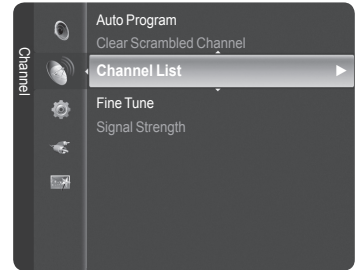 Channel
Auto Program
Clear Scrambled Channel
Channel List
Fine Tune
Signal Strength